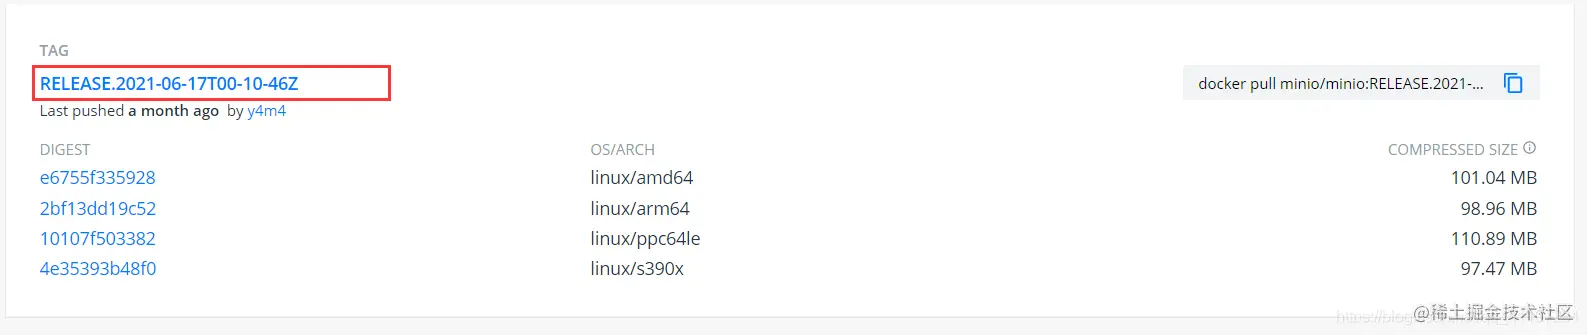 TAG
RELEASE.2021-06-17T00-10-46Z
docker pull minio/minio:RELEASE.2021-...
Last pushed a month ago by y4m4
DIGEST OS/ARCH COMPRESSED SIZE
e6755f335928 linux/amd64 101.04 MB
2bf13dd19c52 linux/arm64 98.96 MB
10107f503382 linux/ppc64le 110.89 MB
4e35393b48f0 linux/s390x 97.47 MB
@稀土掘金技术社区
https://blog